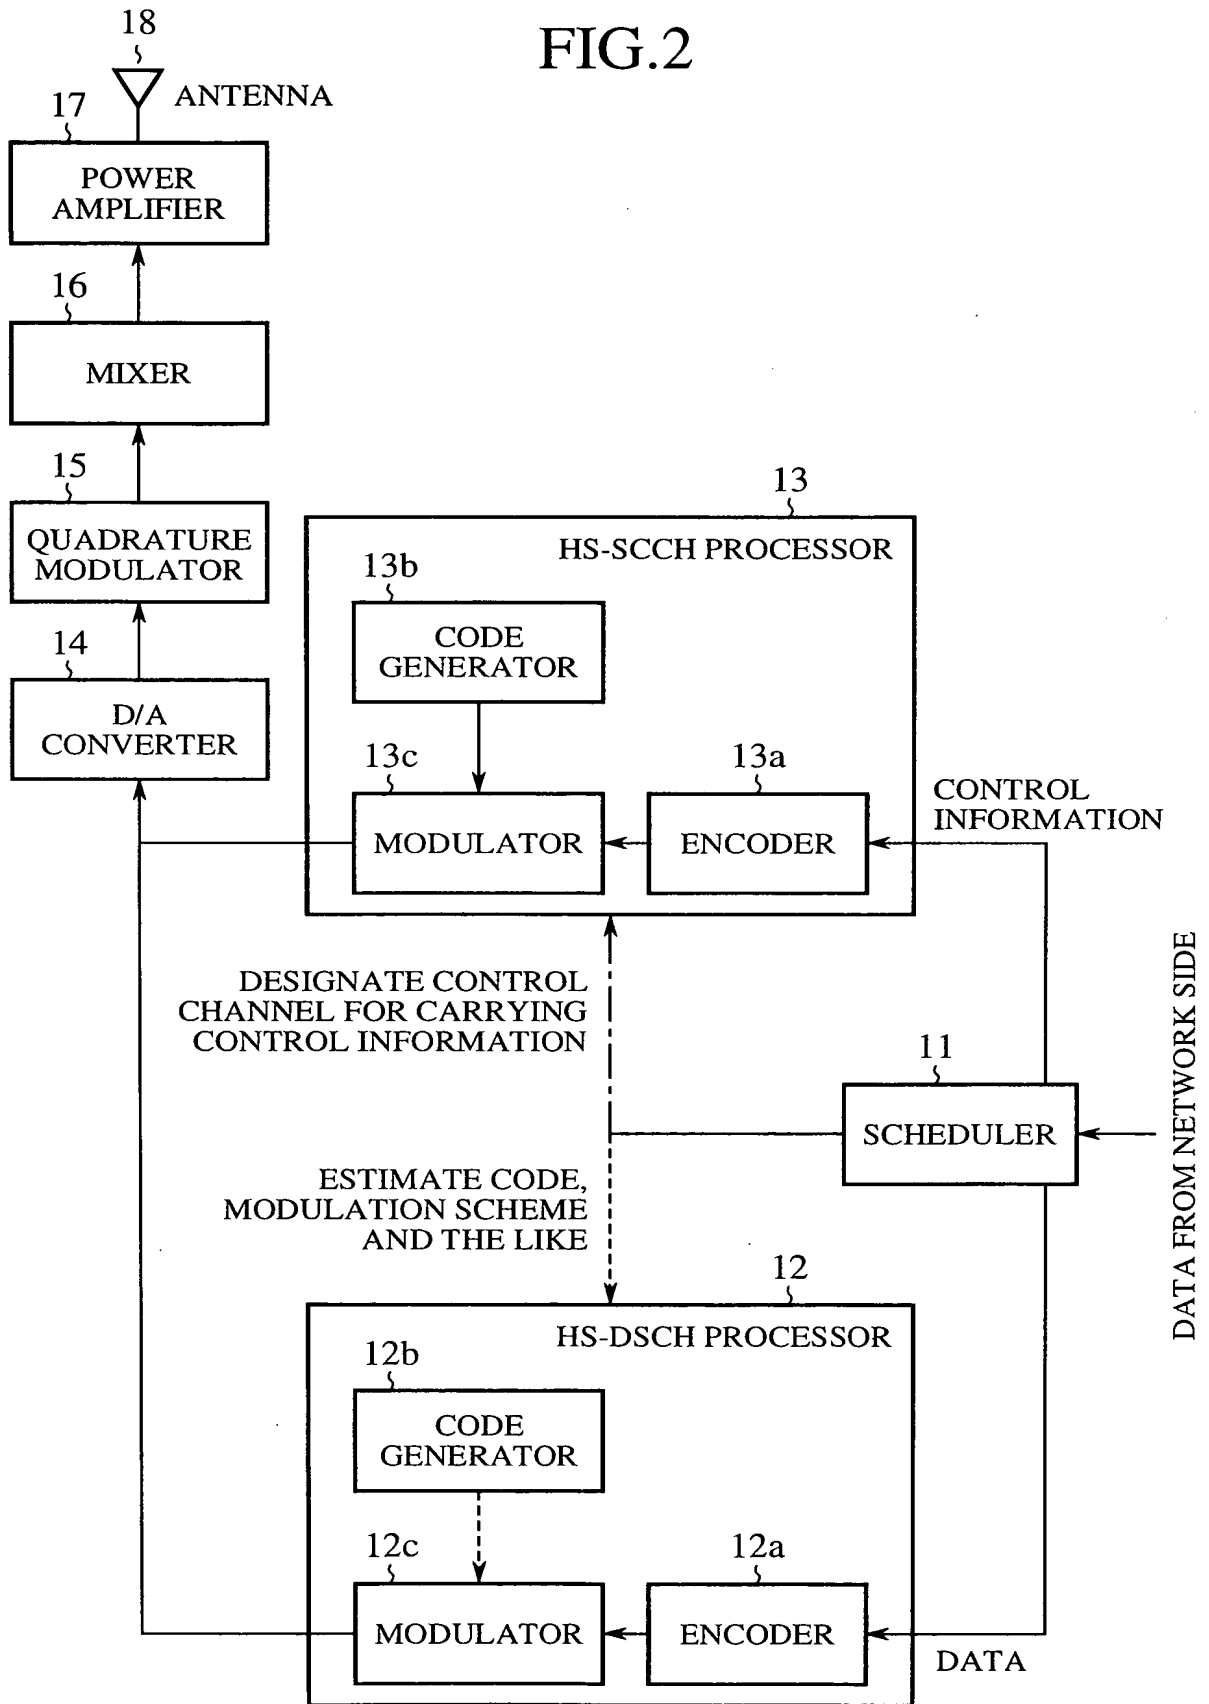 FIG.2
18
ANTENNA
17
POWER
AMPLIFIER
16
MIXER
15
QUADRATURE
MODULATOR
14
D/A
CONVERTER
13
HS-SCCH PROCESSOR
13b
CODE
GENERATOR
13c
MODULATOR
13a
ENCODER
CONTROL
INFORMATION
DESIGNATE CONTROL
CHANNEL FOR CARRYING
CONTROL INFORMATION
11
SCHEDULER
DATA FROM NETWORK SIDE
ESTIMATE CODE,
MODULATION SCHEME
AND THE LIKE
12
HS-DSCH PROCESSOR
12b
CODE
GENERATOR
12c
MODULATOR
12a
ENCODER
DATA